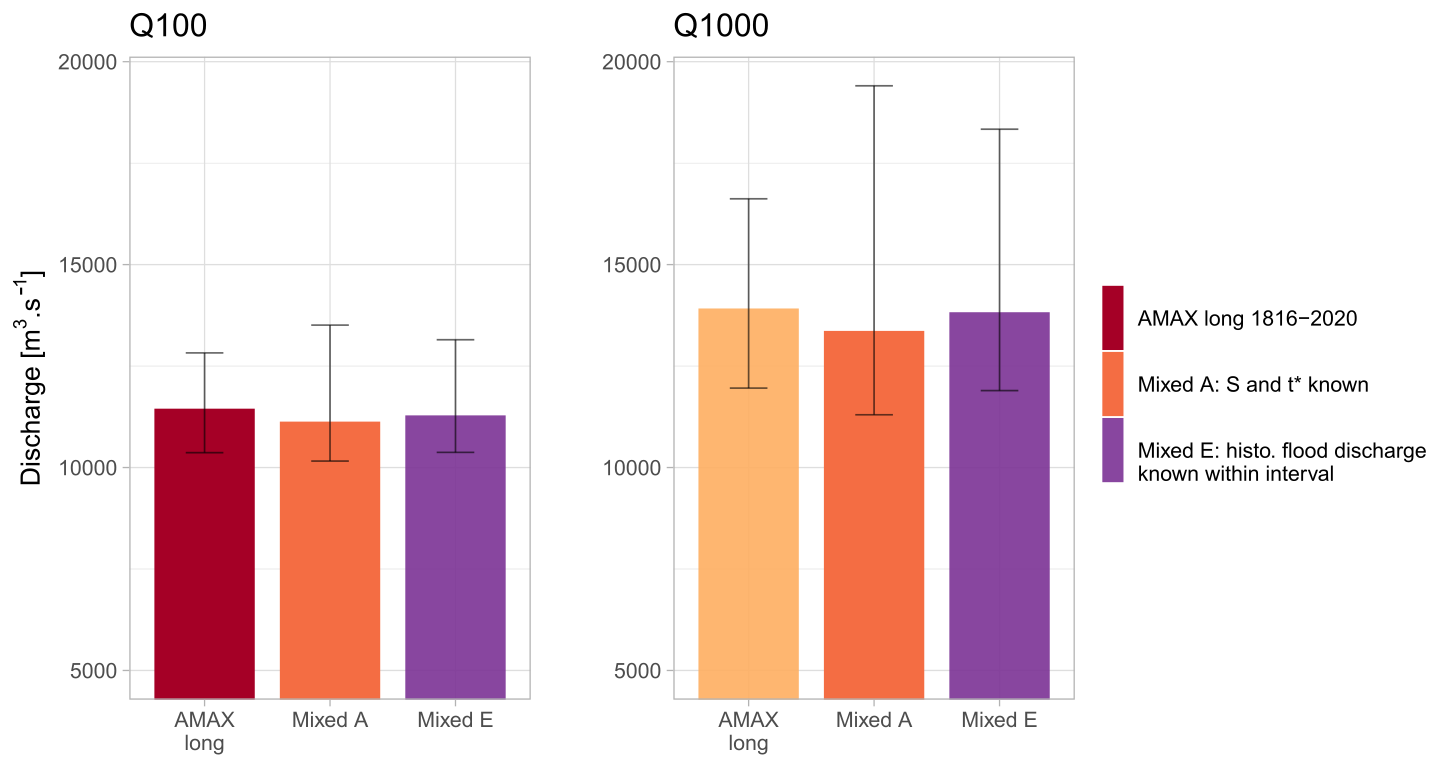 Q100
Q1000
Discharge [m³.s⁻¹]
20000
15000
10000
5000
AMAX
long
Mixed A
Mixed E
20000
15000
10000
5000
AMAX
long
Mixed A
Mixed E
AMAX long 1816−2020
Mixed A: S and t* known
Mixed E: histo. flood discharge
known within interval